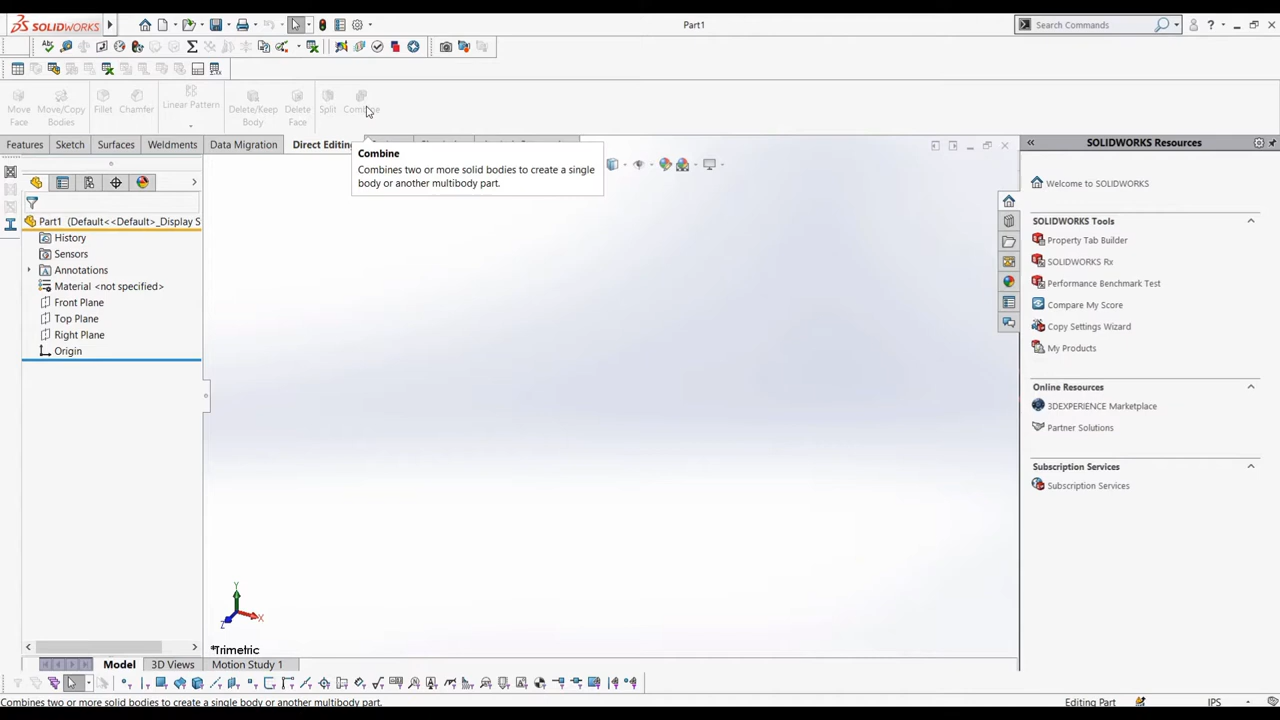 SOLIDWORKS
Part1
Search Commands
?
Move Face
Move/Copy Bodies
Fillet
Chamfer
Linear Pattern
Delete/Keep Body
Delete Face
Split
Combine
Features
Sketch
Surfaces
Weldments
Data Migration
Direct Editing
Combine
Combines two or more solid bodies to create a single
body or another multibody part.
SOLIDWORKS Resources
Part1 (Default<<Default>_Display S
History
Sensors
Annotations
Material <not specified>
Front Plane
Top Plane
Right Plane
Origin
Welcome to SOLIDWORKS
SOLIDWORKS Tools
Property Tab Builder
SOLIDWORKS Rx
Performance Benchmark Test
Compare My Score
Copy Settings Wizard
My Products
Online Resources
3DEXPERIENCE Marketplace
Partner Solutions
Subscription Services
Subscription Services
Y
X
Z
*Trimetric
Model
3D Views
Motion Study 1
Combines two or more solid bodies to create a single body or another multibody part.
Editing Part
IPS